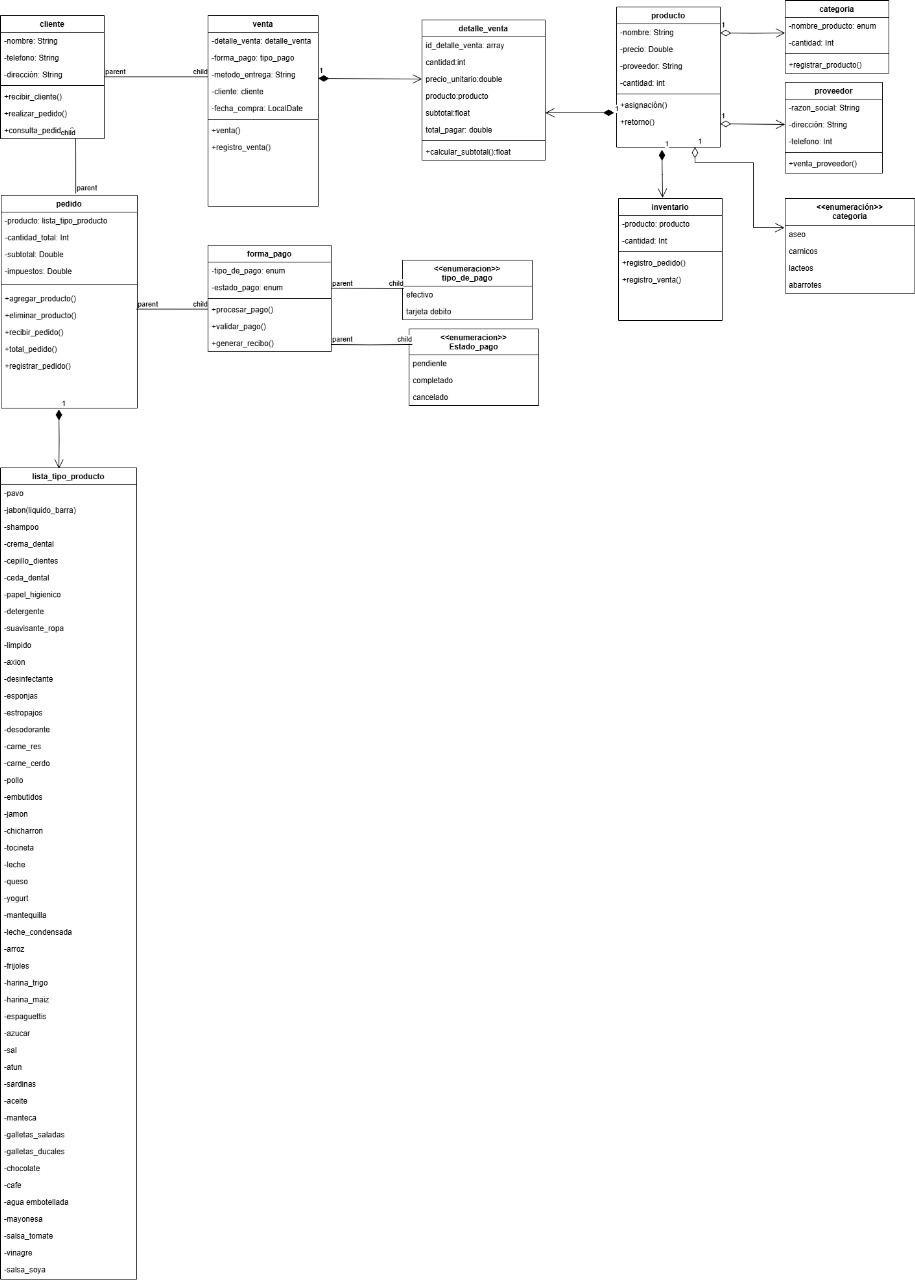 cliente
-nombre: String
-telefono: String
-dirección: String
+recibir_cliente()
+realizar_pedido()
+consulta_pedid
child
parent
child
parent
venta
-detalle_venta: detalle_venta
-forma_pago: tipo_pago
-metodo_entrega: String
-cliente: cliente
-fecha_compra: LocalDate
+venta()
+registro_venta()
1
detalle_venta
id_detalle_venta: array
cantidad:int
precio_unitario:double
producto:producto
subtotal:float
total_pagar: double
+calcular_subtotal():float
producto
-nombre: String
-precio: Double
-proveedor: String
-cantidad: int
+asignación()
+retorno()
1
1
1
1
1
categoria
-nombre_producto: enum
-cantidad: Int
+registrar_producto()
proveedor
-razon_social: String
-dirección: String
-telefono: Int
+venta_proveedor()
inventario
-producto: producto
-cantidad: Int
+registro_pedido()
+registro_venta()
<<enumeración>>
categoria
aseo
carnicos
lacteos
abarrotes
pedido
-producto: lista_tipo_producto
-cantidad_total: Int
-subtotal: Double
-impuestos: Double
+agregar_producto()
+eliminar_producto()
+recibir_pedido()
+total_pedido()
+registrar_pedido()
1
parent
child
forma_pago
-tipo_de_pago: enum
-estado_pago: enum
+procesar_pago()
+validar_pago()
+generar_recibo()
parent
child
<<enumeracion>>
tipo_de_pago
efectivo
tarjeta debito
parent
child
<<enumeracion>>
Estado_pago
pendiente
completado
cancelado
lista_tipo_producto
-pavo
-jabon(liquido_barra)
-shampoo
-crema_dental
-cepillo_dientes
-ceda_dental
-papel_higienico
-detergente
-suavisante_ropa
-limpido
-axion
-desinfectante
-esponjas
-estropajos
-desodorante
-carne_res
-carne_cerdo
-pollo
-embutidos
-jamon
-chicharron
-tocineta
-leche
-queso
-yogurt
-mantequilla
-leche_condensada
-arroz
-frijoles
-harina_trigo
-harina_maiz
-espaguettis
-azucar
-sal
-atun
-sardinas
-aceite
-manteca
-galletas_saladas
-galletas_ducales
-chocolate
-cafe
-agua embotellada
-mayonesa
-salsa_tomate
-vinagre
-salsa_soya